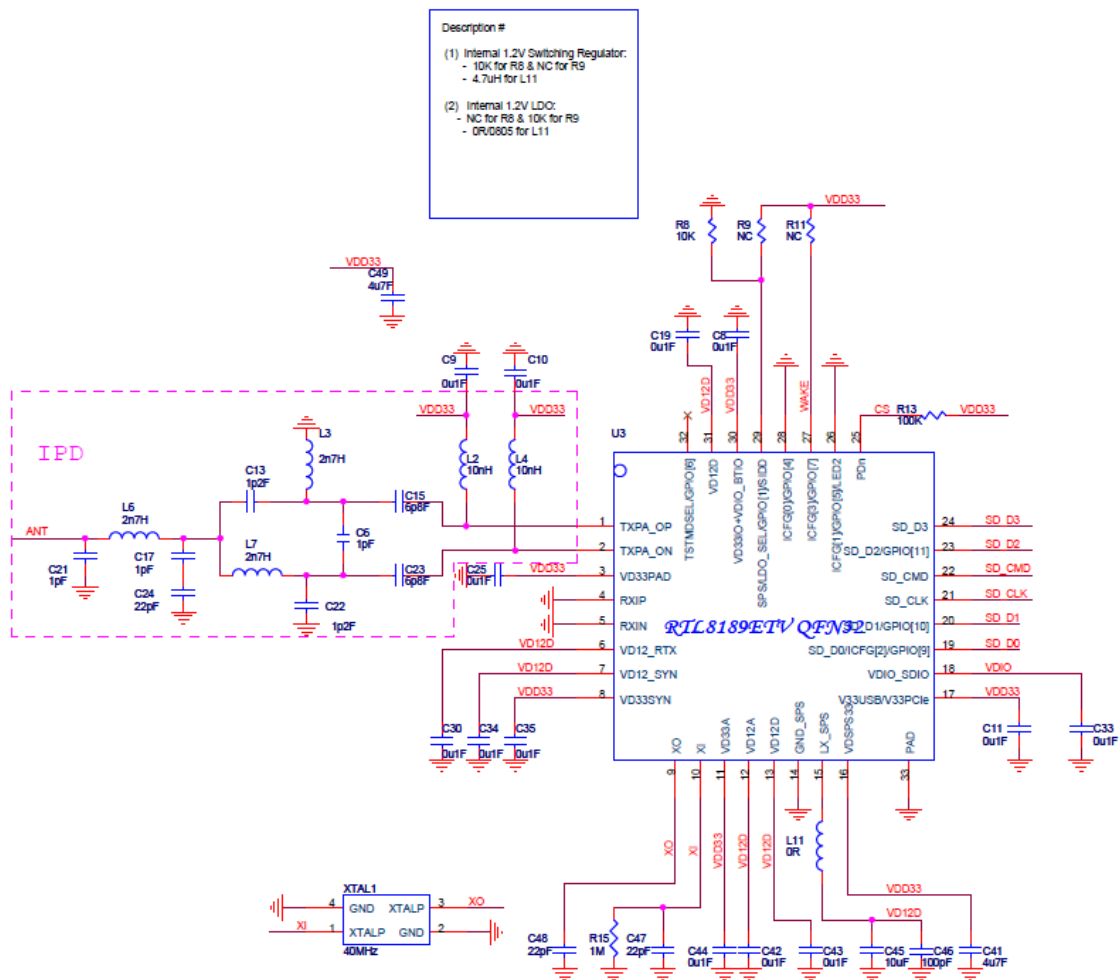 Description #
(1) Internal 1.2V Switching Regulator:
- 10K for R8 & NC for R9
- 4.7uH for L11
(2) Internal 1.2V LDO:
- NC for R8 & 10K for R9
- 0R/0805 for L11
VDD33
R8
10K
R9
NC
R11
NC
VDD33
C49
4u7F
C19
0u1F
C8
0u1F
C9
0u1F
C10
0u1F
VD12D
VDD33
WAKE
CS
R13
100K
VDD33
VDD33
VDD33
IPD
L3
2n7H
L2
10nH
L4
10nH
U3
32
31
30
29
28
27
26
25
TSTMDSEL/GPIO[6]
VD12D
VD33IO+VDIO_BTIO
SPS/LDO_SEL/GPIO[1]/SIDO
ICFG[0]/GPIO[4]
ICFG[3]/GPIO[7]
ICFG[1]/GPIO[5]/LED2
PDn
C13
1p2F
C15
6p8F
L6
2n7H
ANT
C6
1pF
C17
1pF
L7
2n7H
C21
1pF
C24
22pF
C23
6p8F
C25
0u1F
VDD33
C22
1p2F
1 TXPA_OP
2 TXPA_ON
3 VD33PAD
4 RXIP
5 RXIN
VD12D 6 VD12_RTX
VD12D 7 VD12_SYN
VDD33 8 VD33SYN
RTL8189ETV QFN32
SD_D3 24 SD_D3
SD_D2/GPIO[11] 23 SD_D2
SD_CMD 22 SD_CMD
SD_CLK 21 SD_CLK
SD_D1/GPIO[10] 20 SD_D1
SD_D0/ICFG[2]/GPIO[9] 19 SD_D0
VDIO_SDIO 18 VDIO
V33USB/V33PCIe 17 VDD33
C30
0u1F
C34
0u1F
C35
0u1F
C11
0u1F
C33
0u1F
XO
XI
VD33A
VD12A
VD12D
GND_SPS
LX_SPS
VDSPS33
PAD
9
10
11
12
13
14
15
16
33
XO
XI
VDD33
VD12D
VD12D
L11
0R
VDD33
VD12D
XTAL1
4 GND XTALP 3 XO
XI 1 XTALP GND 2
40MHz
C48
22pF
R15
1M
C47
22pF
C44
0u1F
C42
0u1F
C43
0u1F
C45
10uF
C46
100pF
C41
4u7F